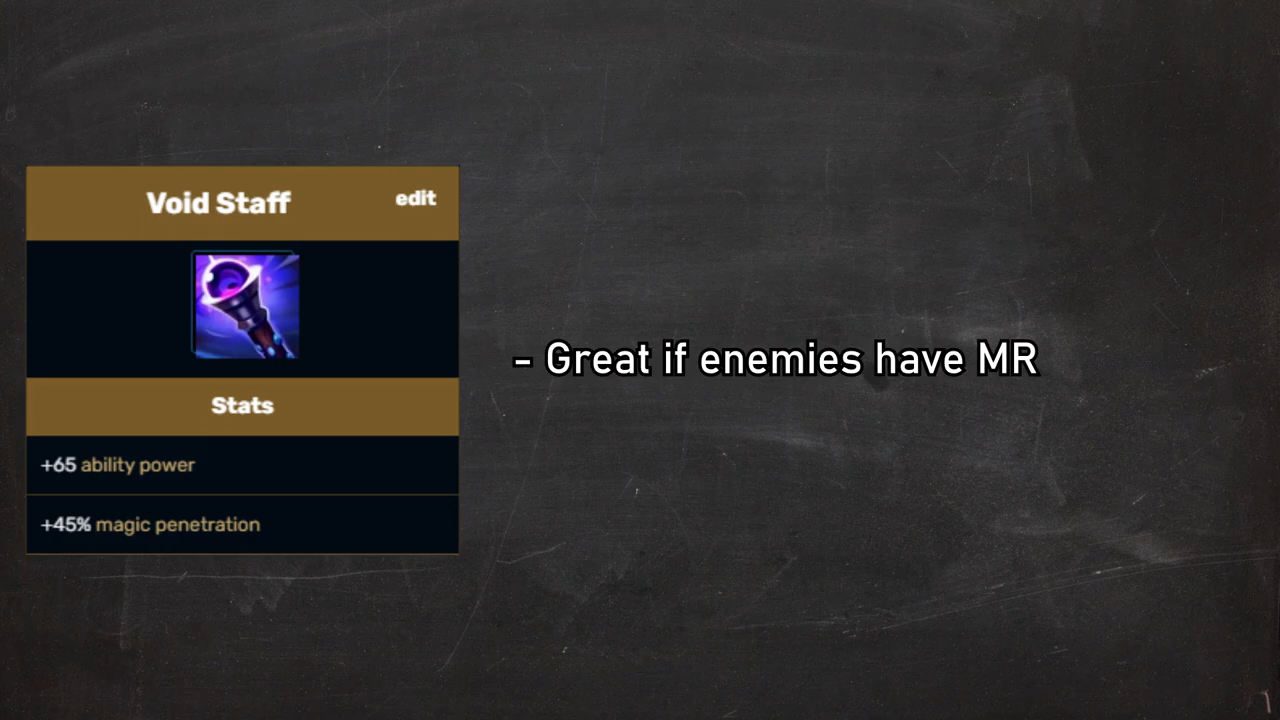 Void Staff
edit
Stats
+65 ability power
+45% magic penetration
- Great if enemies have MR